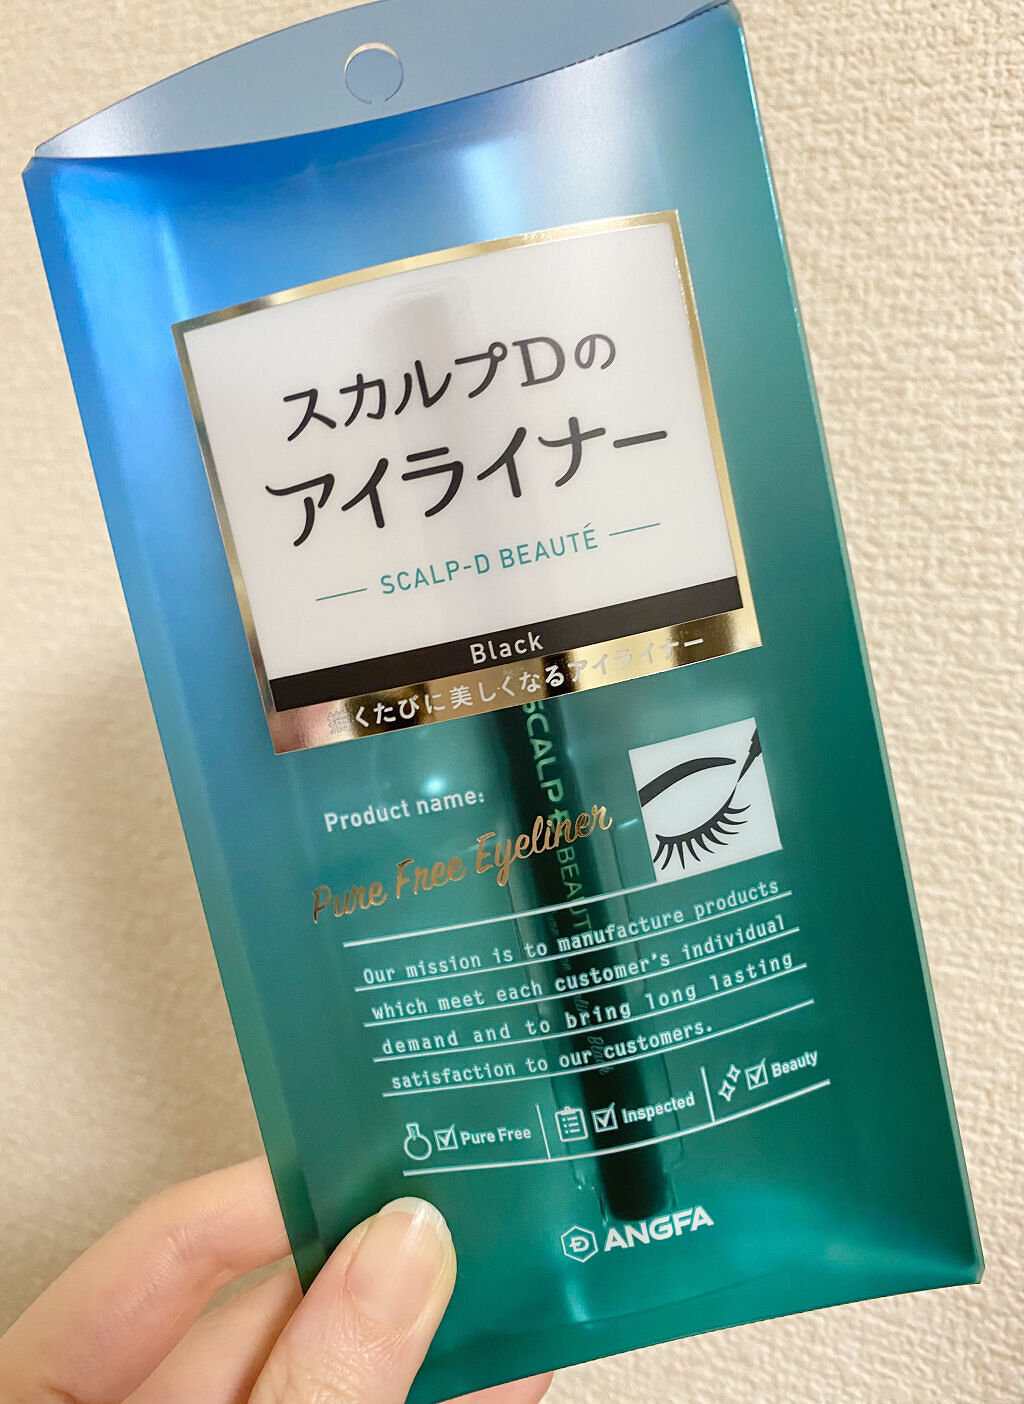 スカルプDの
アイライナー
SCALP-D BEAUTÉ
Black
描くたびに美しくなるアイライナー
SCALP
BEAUT
Product name:
Pure Free Eyeliner
Our mission is to manufacture products
which meet each customer's individual
demand and to bring long lasting
satisfaction to our customers.
Pure Free
Inspected
Beauty
ANGFA